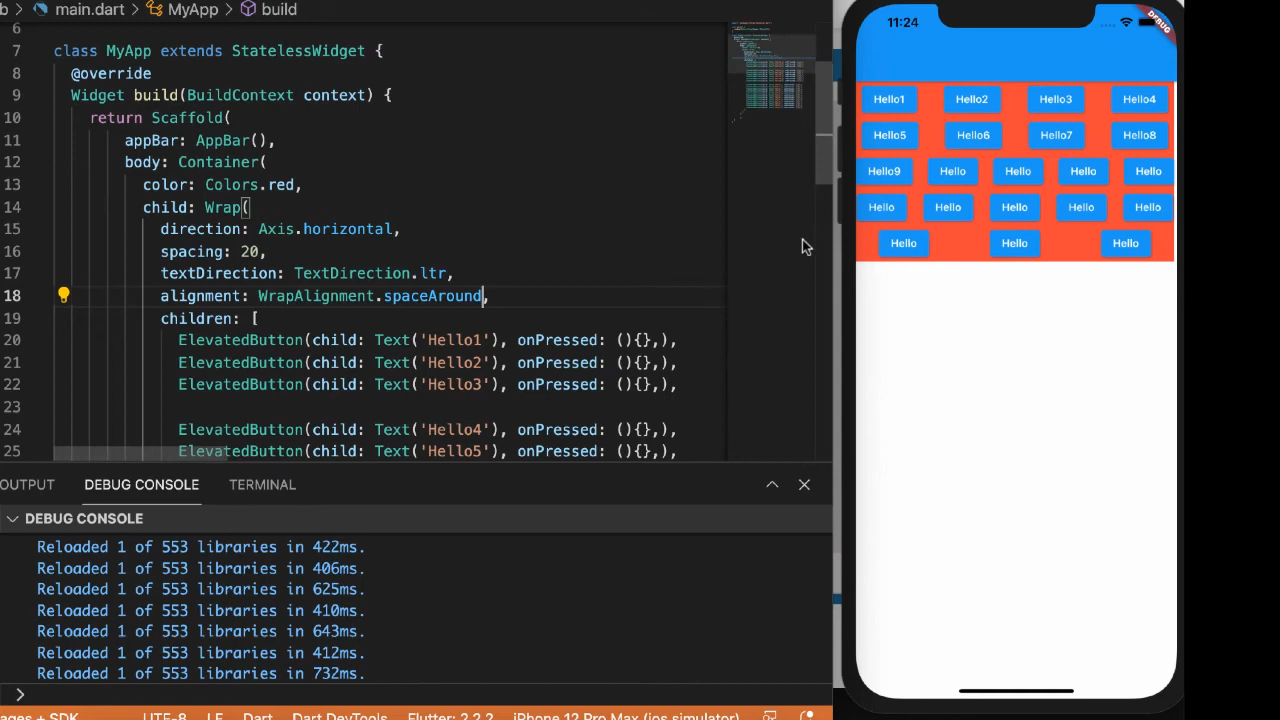 b main.dart MyApp build
6
7 class MyApp extends StatelessWidget {
8 @override
9 Widget build(BuildContext context) {
10 return Scaffold(
11 appBar: AppBar(),
12 body: Container(
13 color: Colors.red,
14 child: Wrap(
15 direction: Axis.horizontal,
16 spacing: 20,
17 textDirection: TextDirection.ltr,
18 alignment: WrapAlignment.spaceAround,
19 children: [
20 ElevatedButton(child: Text('Hello1'), onPressed: (){},),
21 ElevatedButton(child: Text('Hello2'), onPressed: (){},),
22 ElevatedButton(child: Text('Hello3'), onPressed: (){},),
23
24 ElevatedButton(child: Text('Hello4'), onPressed: (){},),
25 ElevatedButton(child: Text('Hello5'), onPressed: (){},),
OUTPUT DEBUG CONSOLE TERMINAL
DEBUG CONSOLE
Reloaded 1 of 553 libraries in 422ms.
Reloaded 1 of 553 libraries in 406ms.
Reloaded 1 of 553 libraries in 625ms.
Reloaded 1 of 553 libraries in 410ms.
Reloaded 1 of 553 libraries in 643ms.
Reloaded 1 of 553 libraries in 412ms.
Reloaded 1 of 553 libraries in 732ms.
ages + SDK UTF-8 LF Dart Dart DevTools Flutter: 2.2.2 iPhone 12 Pro Max (ios simulator)
11:24
DEBUG
Hello1 Hello2 Hello3 Hello4
Hello5 Hello6 Hello7 Hello8
Hello9 Hello Hello Hello Hello
Hello Hello Hello Hello Hello
Hello Hello Hello